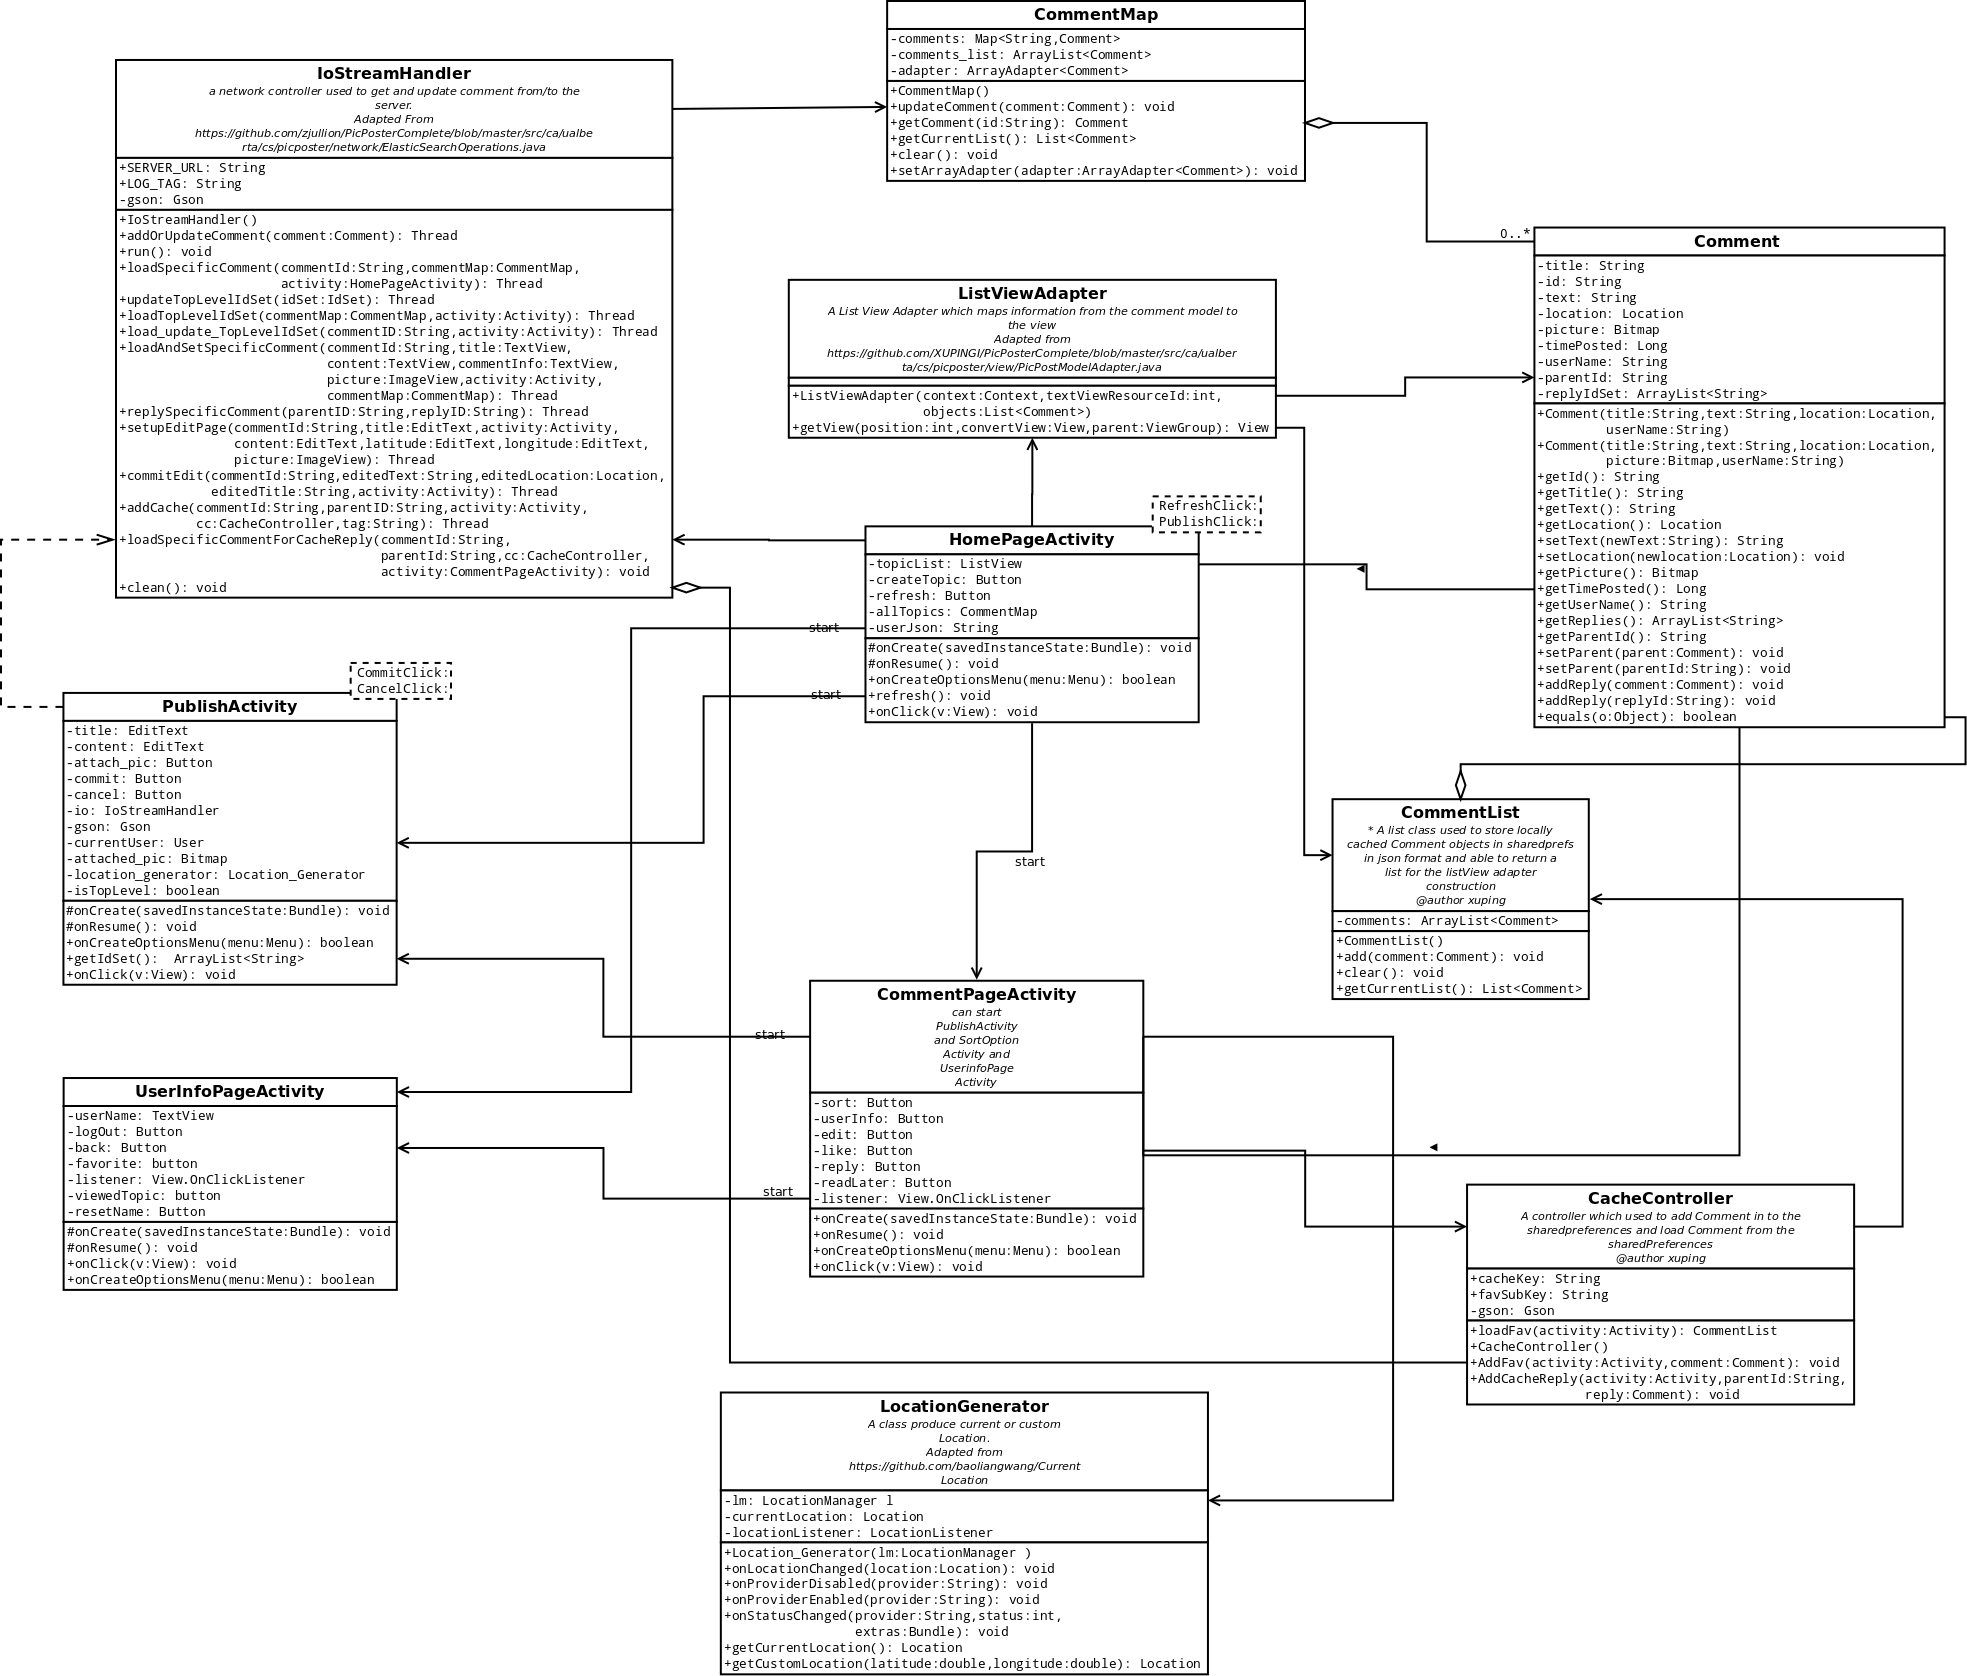 CommentMap
-comments: Map<String,Comment>
-comments_list: ArrayList<Comment>
-adapter: ArrayAdapter<Comment>
+CommentMap()
+updateComment(comment:Comment): void
+getComment(id:String): Comment
+getCurrentList(): List<Comment>
+clear(): void
+setArrayAdapter(adapter:ArrayAdapter<Comment>): void
IoStreamHandler
a network controller used to get and update comment from/to the
server.
Adapted From
https://github.com/zjullion/PicPosterComplete/blob/master/src/ca/ualbe
rta/cs/picposter/network/ElasticSearchOperations.java
+SERVER_URL: String
+LOG_TAG: String
-gson: Gson
+IoStreamHandler()
+addOrUpdateComment(comment:Comment): Thread
+run(): void
+loadSpecificComment(commentId:String,commentMap:CommentMap,
activity:HomePageActivity): Thread
+updateTopLevelIdSet(idSet:IdSet): Thread
+loadTopLevelIdSet(commentMap:CommentMap,activity:Activity): Thread
+load_update_TopLevelIdSet(commentID:String,activity:Activity): Thread
+loadAndSetSpecificComment(commentId:String,title:TextView,
content:TextView,commentInfo:TextView,
picture:ImageView,activity:Activity,
commentMap:CommentMap): Thread
+replySpecificComment(parentID:String,replyID:String): Thread
+setupEditPage(commentId:String,title:EditText,activity:Activity,
content:EditText,latitude:EditText,longitude:EditText,
picture:ImageView): Thread
+commitEdit(commentId:String,editedText:String,editedLocation:Location,
editedTitle:String,activity:Activity): Thread
+addCache(commentId:String,parentID:String,activity:Activity,
cc:CacheController,tag:String): Thread
+loadSpecificCommentForCacheReply(commentId:String,
parentId:String,cc:CacheController,
activity:CommentPageActivity): void
+clean(): void
0..*
Comment
-title: String
-id: String
-text: String
-location: Location
-picture: Bitmap
-timePosted: Long
-userName: String
-parentId: String
-replyIdSet: ArrayList<String>
+Comment(title:String,text:String,location:Location,
userName:String)
+Comment(title:String,text:String,location:Location,
picture:Bitmap,userName:String)
+getId(): String
+getTitle(): String
+getText(): String
+getLocation(): Location
+setText(newText:String): String
+setLocation(newlocation:Location): void
+getPicture(): Bitmap
+getTimePosted(): Long
+getUserName(): String
+getReplies(): ArrayList<String>
+getParentId(): String
+setParent(parent:Comment): void
+setParent(parentId:String): void
+addReply(comment:Comment): void
+addReply(replyId:String): void
+equals(o:Object): boolean
ListViewAdapter
A List View Adapter which maps information from the comment model to
the view
Adapted from
https://github.com/XUPINGI/PicPosterComplete/blob/master/src/ca/ualber
ta/cs/picposter/view/PicPostModelAdapter.java
+ListViewAdapter(context:Context,textViewResourceId:int,
objects:List<Comment>)
+getView(position:int,convertView:View,parent:ViewGroup): View
RefreshClick:
PublishClick:
HomePageActivity
-topicList: ListView
-createTopic: Button
-refresh: Button
-allTopics: CommentMap
-userJson: String
#onCreate(savedInstanceState:Bundle): void
#onResume(): void
+onCreateOptionsMenu(menu:Menu): boolean
+refresh(): void
+onClick(v:View): void
start
start
start
CommitClick:
CancelClick:
PublishActivity
-title: EditText
-content: EditText
-attach_pic: Button
-commit: Button
-cancel: Button
-io: IoStreamHandler
-gson: Gson
-currentUser: User
-attached_pic: Bitmap
-location_generator: Location_Generator
-isTopLevel: boolean
#onCreate(savedInstanceState:Bundle): void
#onResume(): void
+onCreateOptionsMenu(menu:Menu): boolean
+getIdSet():  ArrayList<String>
+onClick(v:View): void
CommentList
* A list class used to store locally
cached Comment objects in sharedprefs
in json format and able to return a
list for the listView adapter
construction
@author xuping
-comments: ArrayList<Comment>
+CommentList()
+add(comment:Comment): void
+clear(): void
+getCurrentList(): List<Comment>
CommentPageActivity
can start
PublishActivity
and SortOption
Activity and
UserinfoPage
Activity
-sort: Button
-userInfo: Button
-edit: Button
-like: Button
-reply: Button
-readLater: Button
-listener: View.OnClickListener
+onCreate(savedInstanceState:Bundle): void
+onResume(): void
+onCreateOptionsMenu(menu:Menu): boolean
+onClick(v:View): void
start
start
UserInfoPageActivity
-userName: TextView
-logOut: Button
-back: Button
-favorite: button
-listener: View.OnClickListener
-viewedTopic: button
-resetName: Button
#onCreate(savedInstanceState:Bundle): void
#onResume(): void
+onClick(v:View): void
+onCreateOptionsMenu(menu:Menu): boolean
CacheController
A controller which used to add Comment in to the
sharedpreferences and load Comment from the
sharedPreferences
@author xuping
+cacheKey: String
+favSubKey: String
-gson: Gson
+loadFav(activity:Activity): CommentList
+CacheController()
+AddFav(activity:Activity,comment:Comment): void
+AddCacheReply(activity:Activity,parentId:String,
reply:Comment): void
LocationGenerator
A class produce current or custom
Location.
Adapted from
https://github.com/baoliangwang/Current
Location
-lm: LocationManager l
-currentLocation: Location
-locationListener: LocationListener
+Location_Generator(lm:LocationManager )
+onLocationChanged(location:Location): void
+onProviderDisabled(provider:String): void
+onProviderEnabled(provider:String): void
+onStatusChanged(provider:String,status:int,
extras:Bundle): void
+getCurrentLocation(): Location
+getCustomLocation(latitude:double,longitude:double): Location